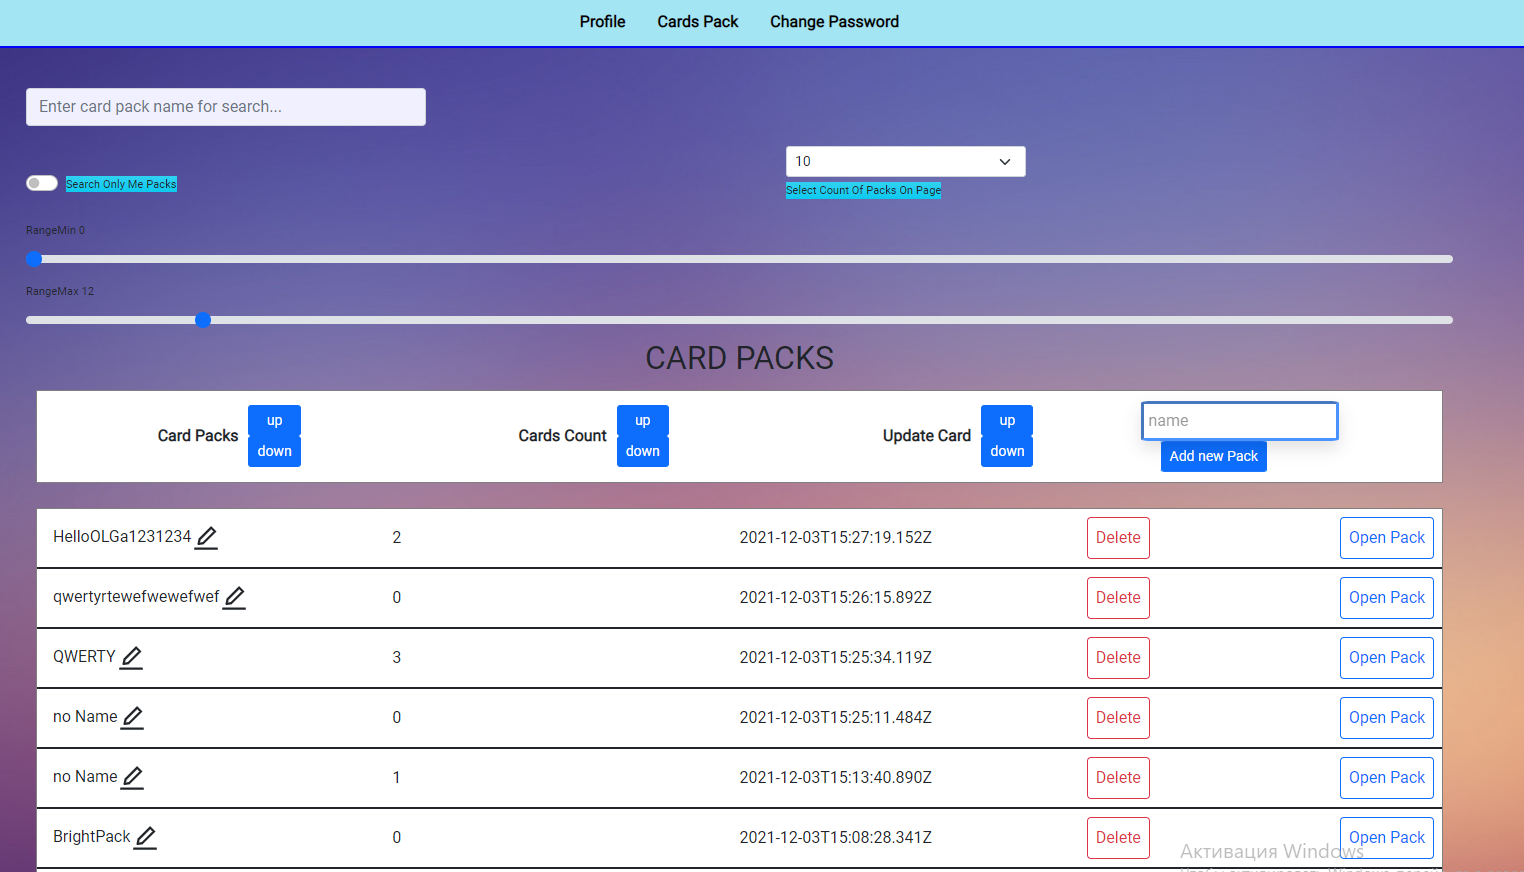 Profile Cards Pack Change Password
Enter card pack name for search...
10
Search Only Me Packs
Select Count Of Packs On Page
RangeMin 0
RangeMax 12
CARD PACKS
Card Packs up down Cards Count up down Update Card up down name
Add new Pack
HelloOLGa1231234 2 2021-12-03T15:27:19.152Z Delete Open Pack
qwertyrtewefwewefwef 0 2021-12-03T15:26:15.892Z Delete Open Pack
QWERTY 3 2021-12-03T15:25:34.119Z Delete Open Pack
no Name 0 2021-12-03T15:25:11.484Z Delete Open Pack
no Name 1 2021-12-03T15:13:40.890Z Delete Open Pack
BrightPack 0 2021-12-03T15:08:28.341Z Delete Open Pack
Активация Windows